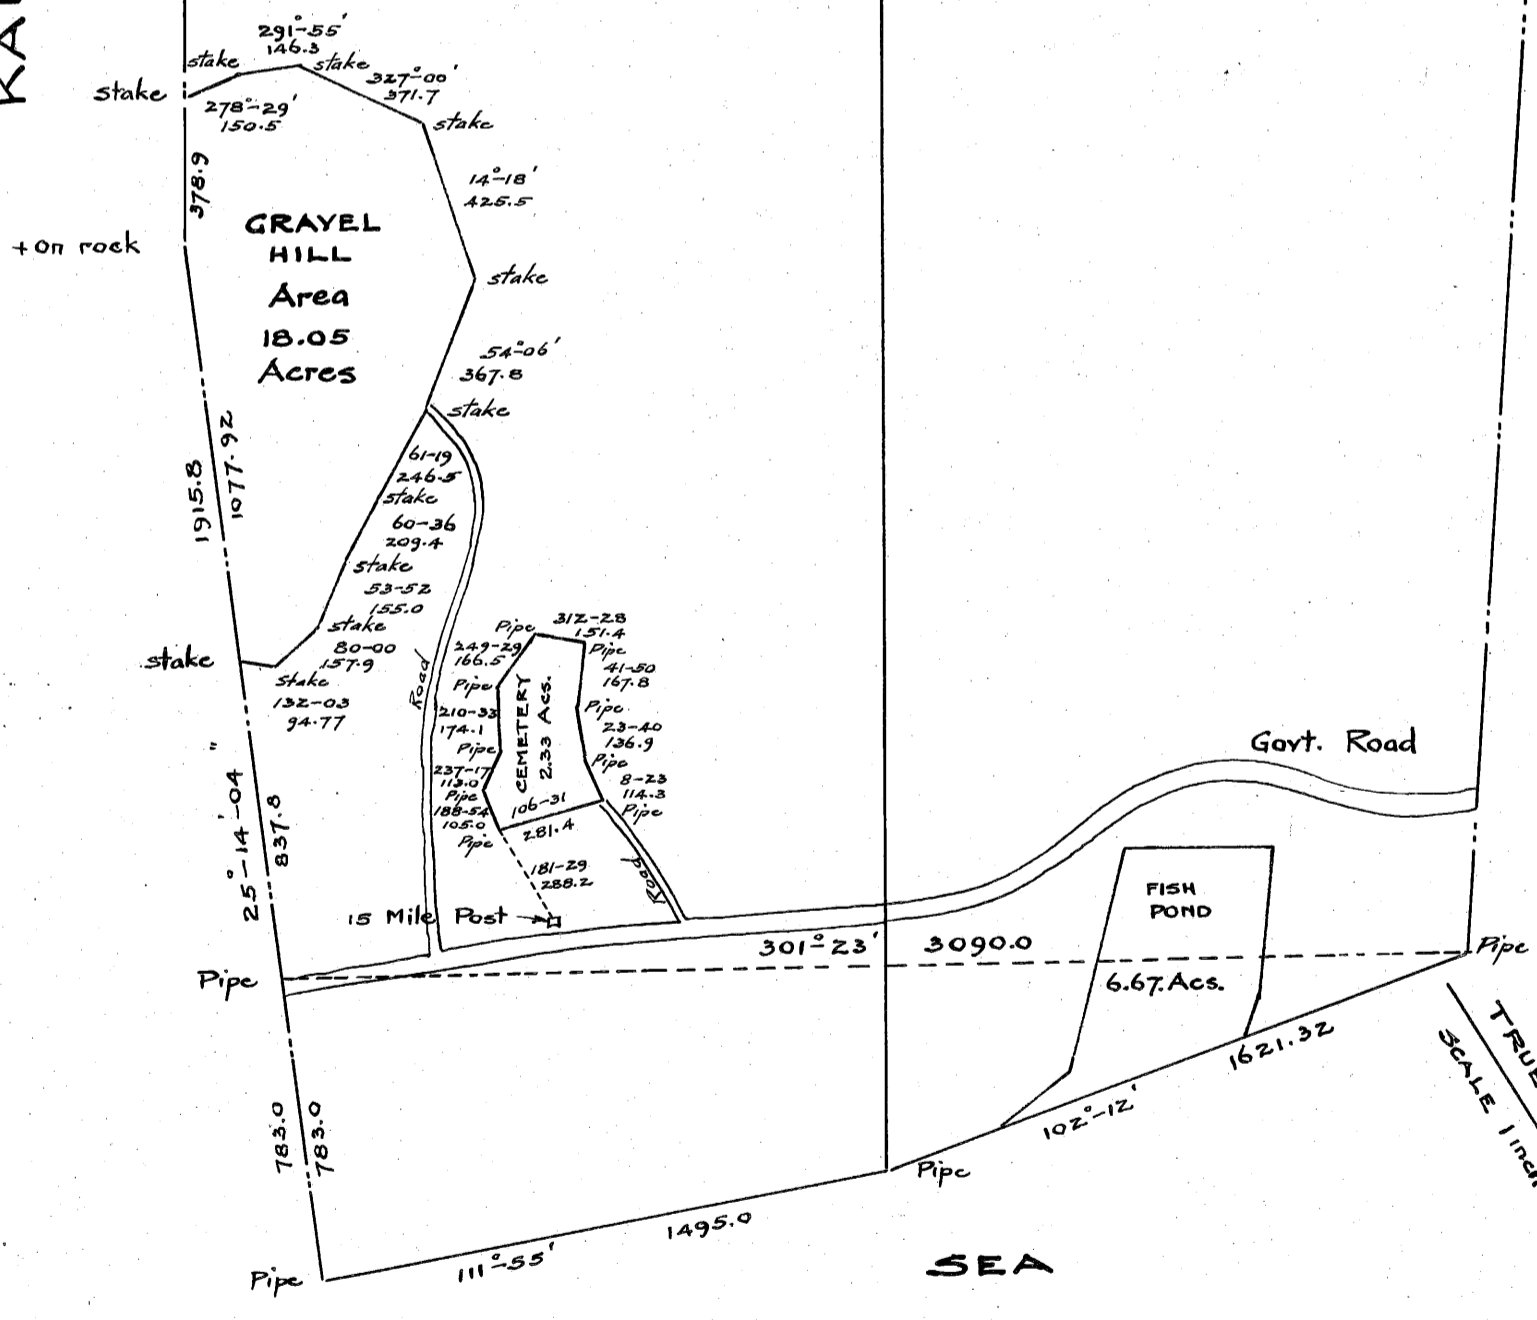 KA
291°-55'
146.3
stake
stake
327°-00'
371.7
stake
278°-29'
150.5
stake
378.9
14°-18'
425.5
GRAVEL
HILL
Area
18.05
Acres
+ on rock
stake
54°-06'
367.8
stake
1915.8
1077.92
61-19
246.5
stake
60-36
209.4
stake
53-52
155.0
stake
80-00
157.9
stake
stake
132-03
94.77
Road
Pipe
312-28
151.4
249-29
166.5
Pipe
41-50
167.8
Pipe
CEMETERY
2.33 Acs.
210-33
174.1
Pipe
23-40
136.9
Pipe
237-17
113.0
Pipe
8-23
114.3
Pipe
188-54
105.0
Pipe
106-31
281.4
181-29
288.2
Road
15 Mile Post
25°-14'-04"
837.8
Govt. Road
FISH
POND
6.67 Acs.
301°-23' 3090.0
Pipe
Pipe
TRUE
SCALE 1 inch
1621.32
102°-12'
783.0
783.0
Pipe
1495.0
111°-55'
Pipe
SEA